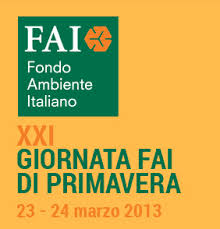 FAI
Fondo
Ambiente
Italiano
XXI
GIORNATA FAI
DI PRIMAVERA
23 - 24 marzo 2013